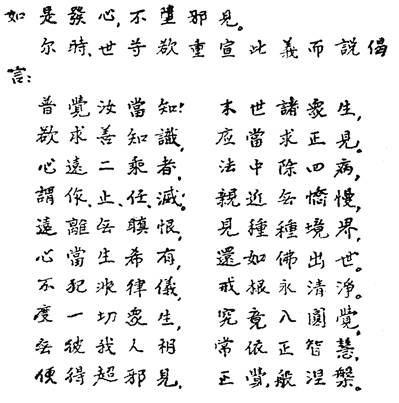 如是發心，不墮邪見。
尔時，世尊欲重宣此義而說偈
言：
普覺汝當知！ 末世諸衆生，
欲求善知識， 应當求正見。
心遠二乘者， 法中除四病，
謂作、止、任、滅。 親近无憍慢，
遠離无瞋恨， 見種種境界，
心當生希有， 還如佛出世。
不犯非律儀， 戒根永清淨。
度一切衆生， 究竟入圓覺，
无彼我人相 常依正智慧。
便得超邪見， 正覺般涅槃。